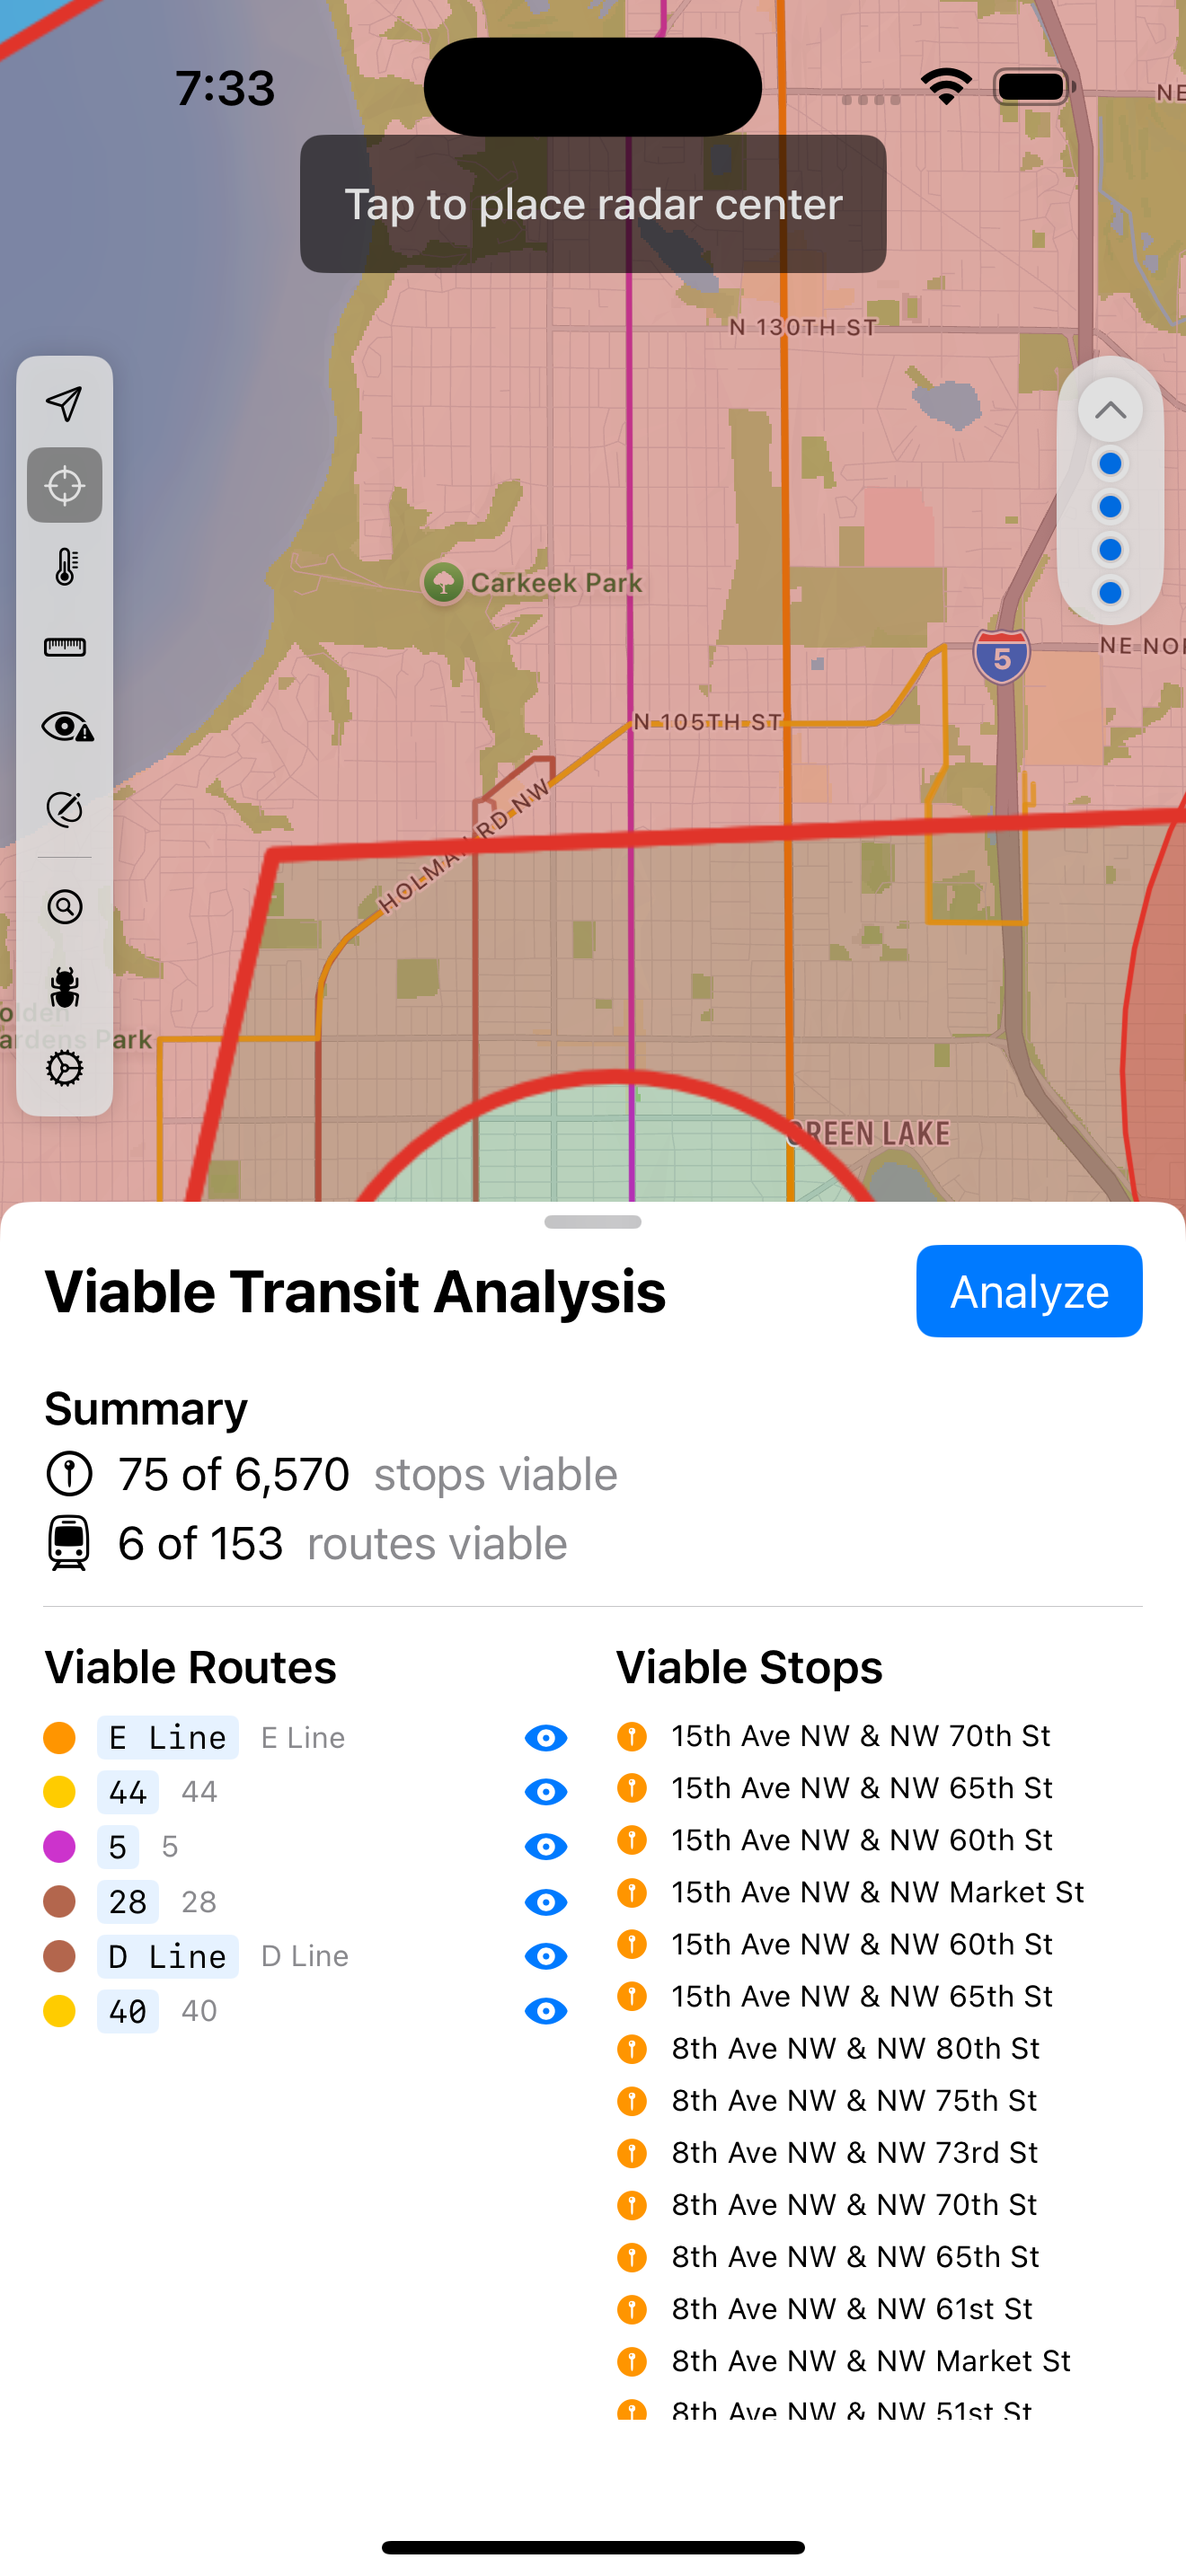 7:33
NE
Tap to place radar center
N 130TH ST
Carkeek Park
5
NE NOR
N 105TH ST
HOLMAN RD NW
olden
ardens Park
GREEN LAKE
Viable Transit Analysis
Analyze
Summary
75 of 6,570 stops viable
6 of 153 routes viable
Viable Routes
E Line E Line
44 44
5 5
28 28
D Line D Line
40 40
Viable Stops
15th Ave NW & NW 70th St
15th Ave NW & NW 65th St
15th Ave NW & NW 60th St
15th Ave NW & NW Market St
15th Ave NW & NW 60th St
15th Ave NW & NW 65th St
8th Ave NW & NW 80th St
8th Ave NW & NW 75th St
8th Ave NW & NW 73rd St
8th Ave NW & NW 70th St
8th Ave NW & NW 65th St
8th Ave NW & NW 61st St
8th Ave NW & NW Market St
8th Ave NW & NW 51st St